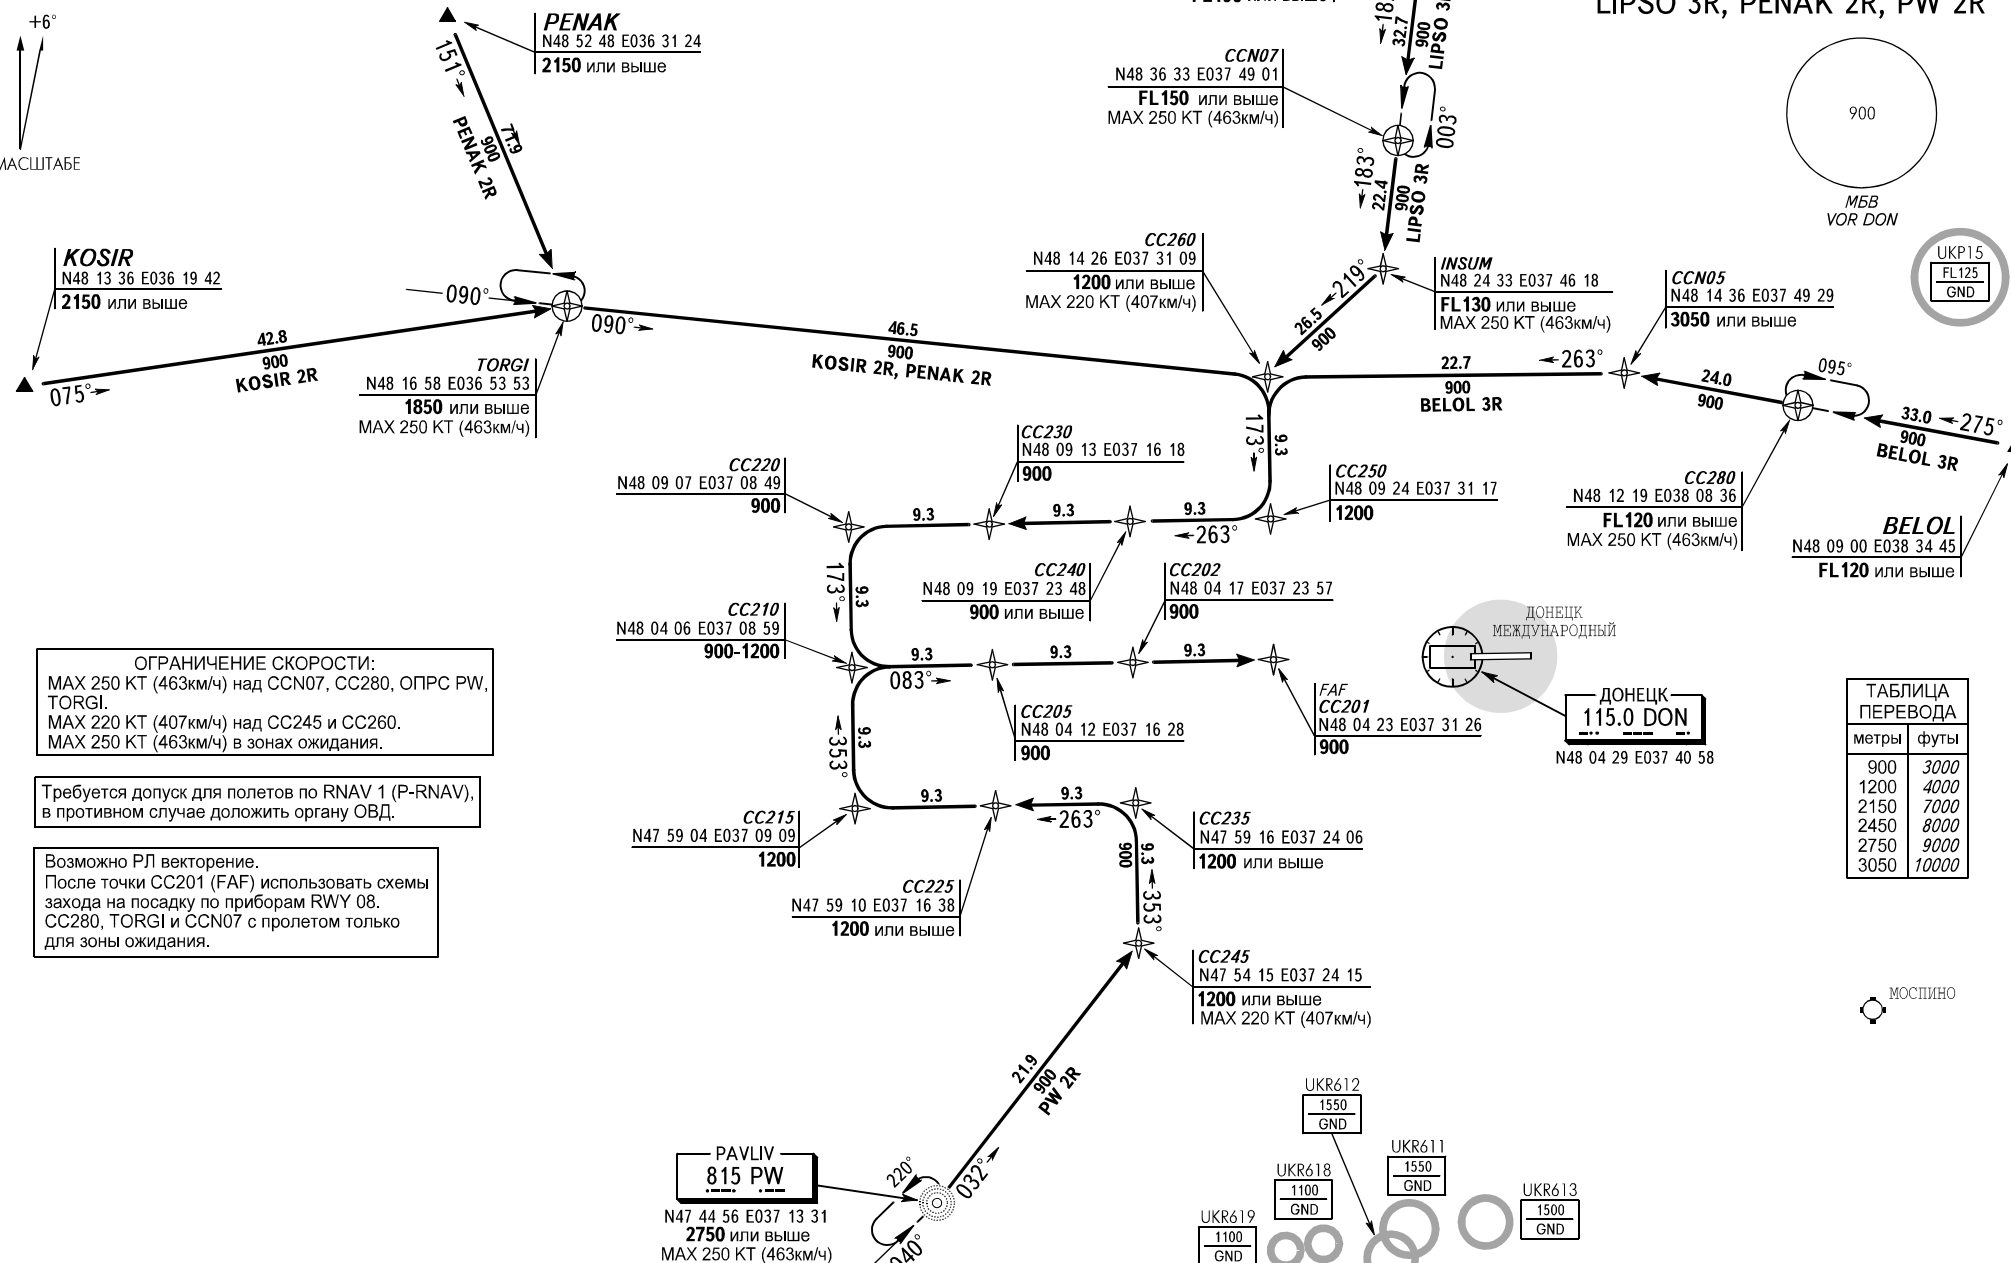 LIPSO 3R, PENAK 2R, PW 2R
+6°
МАСШТАБЕ
PENAK
N48 52 48 E036 31 24
2150 или выше
151°
71.9
900
PENAK 2R
KOSIR
N48 13 36 E036 19 42
2150 или выше
075°
42.8
900
KOSIR 2R
090°
090°
TORGI
N48 16 58 E036 53 53
1850 или выше
MAX 250 KT (463км/ч)
46.5
900
KOSIR 2R, PENAK 2R
32.7
900
CCN07
N48 36 33 E037 49 01
FL150 или выше
MAX 250 KT (463км/ч)
003°
183°
22.4
900
LIPSO 3R
CC260
N48 14 26 E037 31 09
1200 или выше
MAX 220 KT (407км/ч)
219°
26.5
900
INSUM
N48 24 33 E037 46 18
FL130 или выше
MAX 250 KT (463км/ч)
CCN05
N48 14 36 E037 49 29
3050 или выше
900
МБВ
VOR DON
UKP15
FL125
GND
263°
22.7
900
BELOL 3R
24.0
900
095°
33.0
900
275°
BELOL 3R
CC280
N48 12 19 E038 08 36
FL120 или выше
MAX 250 KT (463км/ч)
BELOL
N48 09 00 E038 34 45
FL120 или выше
173°
9.3
CC250
N48 09 24 E037 31 17
1200
CC230
N48 09 13 E037 16 18
900
CC220
N48 09 07 E037 08 49
900
9.3
9.3
9.3
263°
CC240
N48 09 19 E037 23 48
900 или выше
CC202
N48 04 17 E037 23 57
900
173°
9.3
CC210
N48 04 06 E037 08 59
900-1200
9.3
9.3
9.3
083°
CC205
N48 04 12 E037 16 28
900
FAF
CC201
N48 04 23 E037 31 26
900
ДОНЕЦК
МЕЖДУНАРОДНЫЙ
ДОНЕЦК
115.0 DON
N48 04 29 E037 40 58
ОГРАНИЧЕНИЕ СКОРОСТИ:
MAX 250 KT (463км/ч) над CCN07, CC280, ОПРС PW,
TORGI.
MAX 220 KT (407км/ч) над CC245 и CC260.
MAX 250 KT (463км/ч) в зонах ожидания.
Требуется допуск для полетов по RNAV 1 (P-RNAV),
в противном случае доложить органу ОВД.
Возможно РЛ векторение.
После точки CC201 (FAF) использовать схемы
захода на посадку по приборам RWY 08.
CC280, TORGI и CCN07 с пролетом только
для зоны ожидания.
ТАБЛИЦА
ПЕРЕВОДА
метры футы
900 3000
1200 4000
2150 7000
2450 8000
2750 9000
3050 10000
353°
9.3
CC215
N47 59 04 E037 09 09
1200
9.3
9.3
263°
CC225
N47 59 10 E037 16 38
1200 или выше
CC235
N47 59 16 E037 24 06
1200 или выше
9.3
900
353°
CC245
N47 54 15 E037 24 15
1200 или выше
MAX 220 KT (407км/ч)
МОСПИНО
21.9
900
PW 2R
PAVLIV
815 PW
N47 44 56 E037 13 31
2750 или выше
MAX 250 KT (463км/ч)
220°
032°
040°
UKR612
1550
GND
UKR611
1550
GND
UKR618
1100
GND
UKR613
1500
GND
UKR619
1100
GND